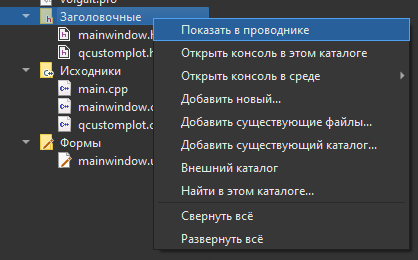 volgait.pro
Заголовочные
mainwindow.h
qcustomplot.h
Исходники
main.cpp
mainwindow.c
qcustomplot.c
Формы
mainwindow.u
Показать в проводнике
Открыть консоль в этом каталоге
Открыть консоль в среде
Добавить новый...
Добавить существующие файлы...
Добавить существующий каталог...
Внешний каталог
Найти в этом каталоге...
Свернуть всё
Развернуть всё